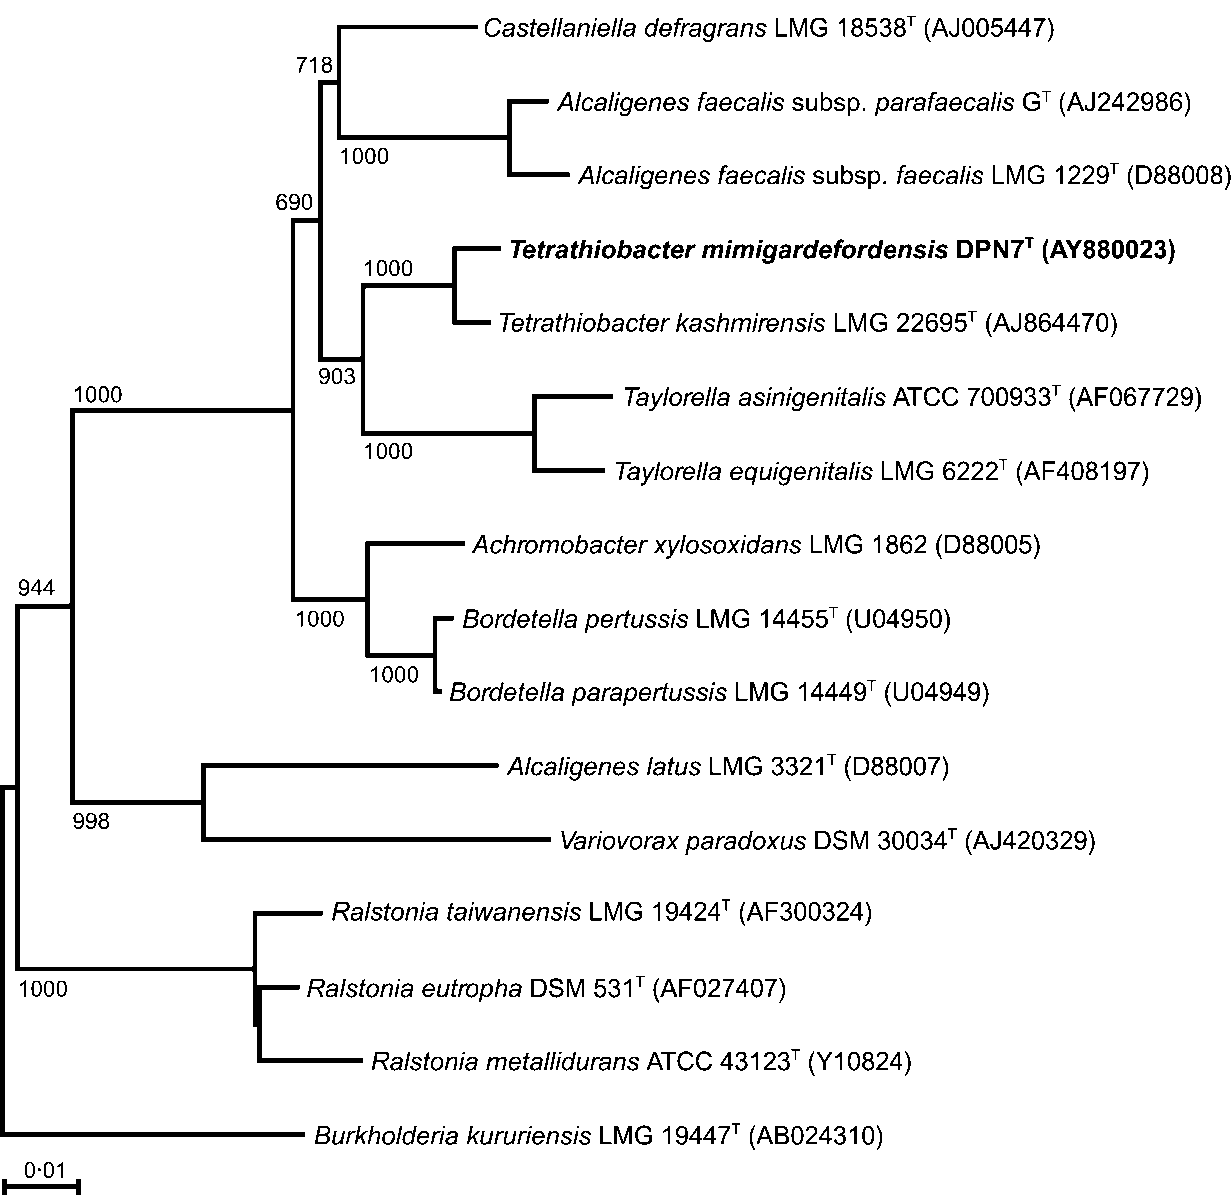 Castellaniella defragrans LMG 18538ᵀ (AJ005447)
718
Alcaligenes faecalis subsp. parafaecalis Gᵀ (AJ242986)
1000
Alcaligenes faecalis subsp. faecalis LMG 1229ᵀ (D88008)
690
Tetrathiobacter mimigardefordensis DPN7ᵀ (AY880023)
1000
Tetrathiobacter kashmirensis LMG 22695ᵀ (AJ864470)
903
1000
Taylorella asinigenitalis ATCC 700933ᵀ (AF067729)
1000
Taylorella equigenitalis LMG 6222ᵀ (AF408197)
Achromobacter xylosoxidans LMG 1862 (D88005)
944
1000
Bordetella pertussis LMG 14455ᵀ (U04950)
1000
Bordetella parapertussis LMG 14449ᵀ (U04949)
Alcaligenes latus LMG 3321ᵀ (D88007)
998
Variovorax paradoxus DSM 30034ᵀ (AJ420329)
Ralstonia taiwanensis LMG 19424ᵀ (AF300324)
1000
Ralstonia eutropha DSM 531ᵀ (AF027407)
Ralstonia metallidurans ATCC 43123ᵀ (Y10824)
Burkholderia kururiensis LMG 19447ᵀ (AB024310)
0·01